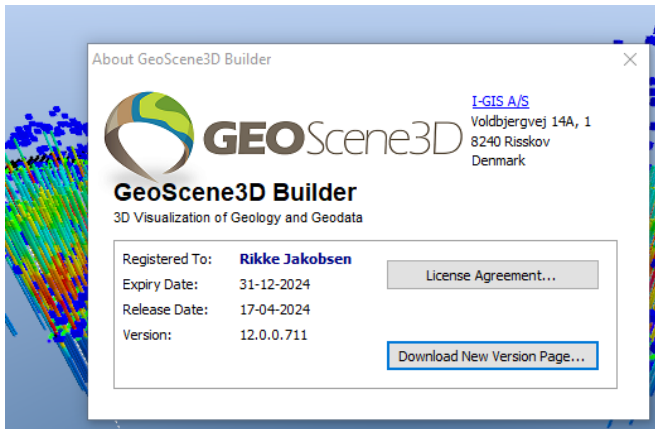 About GeoScene3D Builder
GEOScene3D
I-GIS A/S
Voldbjergvej 14A, 1
8240 Risskov
Denmark
GeoScene3D Builder
3D Visualization of Geology and Geodata
Registered To: Rikke Jakobsen
Expiry Date: 31-12-2024
Release Date: 17-04-2024
Version: 12.0.0.711
License Agreement...
Download New Version Page...